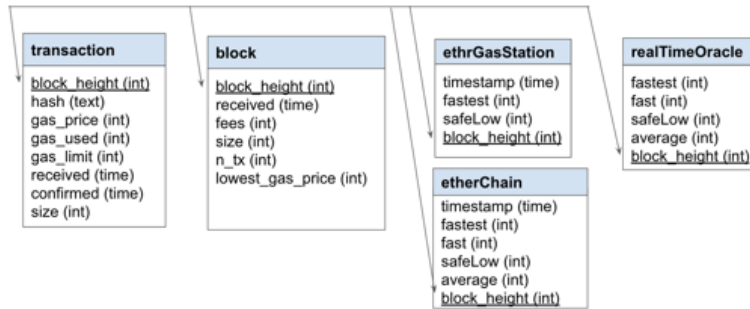 transaction
block_height (int)
hash (text)
gas_price (int)
gas_used (int)
gas_limit (int)
received (time)
confirmed (time)
size (int)
block
block_height (int)
received (time)
fees (int)
size (int)
n_tx (int)
lowest_gas_price (int)
ethrGasStation
timestamp (time)
fastest (int)
safeLow (int)
block_height (int)
etherChain
timestamp (time)
fastest (int)
fast (int)
safeLow (int)
average (int)
block_height (int)
realTimeOracle
fastest (int)
fast (int)
safeLow (int)
average (int)
block_height (int)